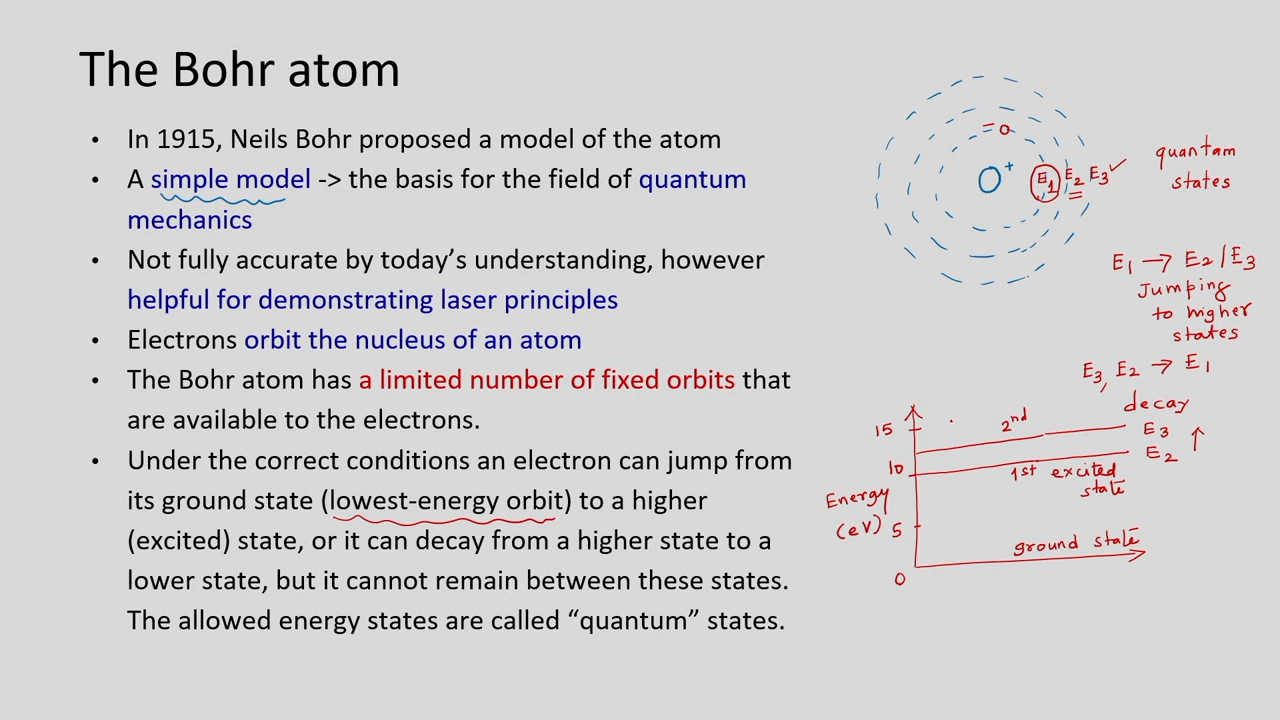 The Bohr atom
• In 1915, Neils Bohr proposed a model of the atom
• A simple model -> the basis for the field of quantum
mechanics
• Not fully accurate by today’s understanding, however
helpful for demonstrating laser principles
• Electrons orbit the nucleus of an atom
• The Bohr atom has a limited number of fixed orbits that
are available to the electrons.
• Under the correct conditions an electron can jump from
its ground state (lowest-energy orbit) to a higher
(excited) state, or it can decay from a higher state to a
lower state, but it cannot remain between these states.
The allowed energy states are called “quantum” states.
+
E1 E2 E3
quantam
states
E1 → E2/E3
Jumping
to higher
states
E3, E2 → E1
decay
15
2nd
E3
10
E2
1st excited
state
Energy
(eV)
5
ground state
0